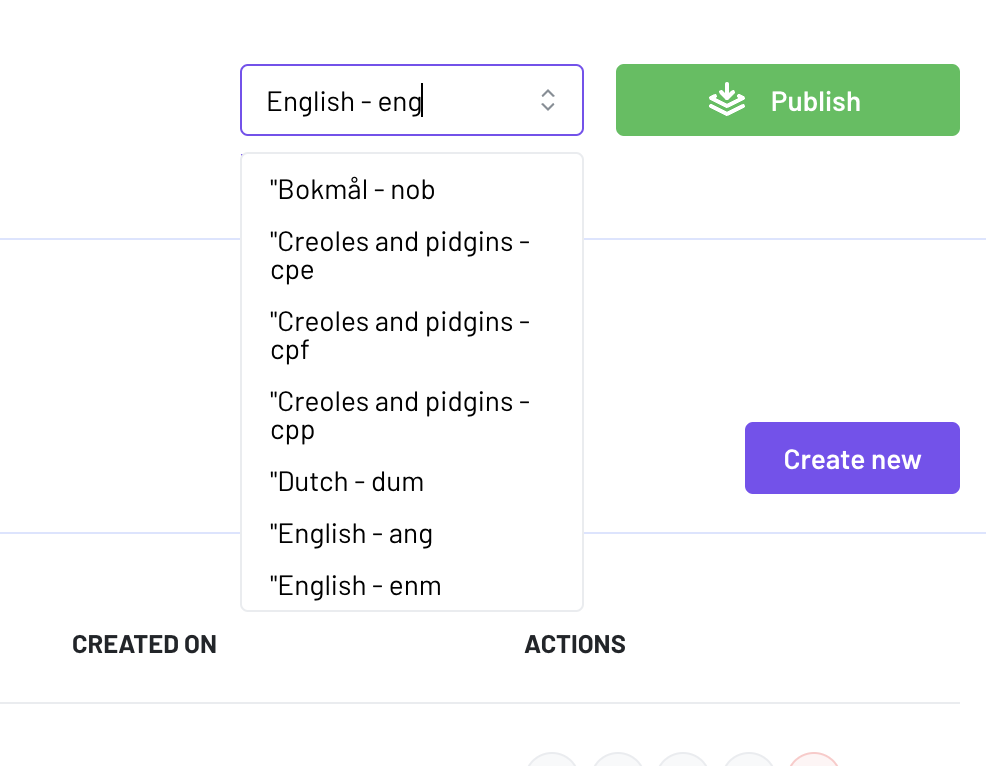 English - eng
Publish
"Bokmål - nob
"Creoles and pidgins -
cpe
"Creoles and pidgins -
cpf
"Creoles and pidgins -
cpp
"Dutch - dum
"English - ang
"English - enm
Create new
CREATED ON
ACTIONS